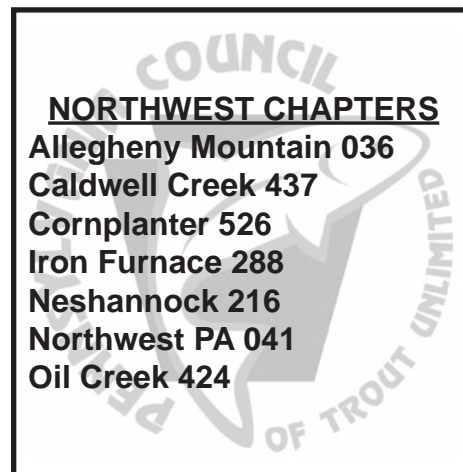 NORTHWEST CHAPTERS
Allegheny Mountain 036
Caldwell Creek 437
Cornplanter 526
Iron Furnace 288
Neshannock 216
Northwest PA 041
Oil Creek 424
COUNCIL
OF TROUT UNLIMITED